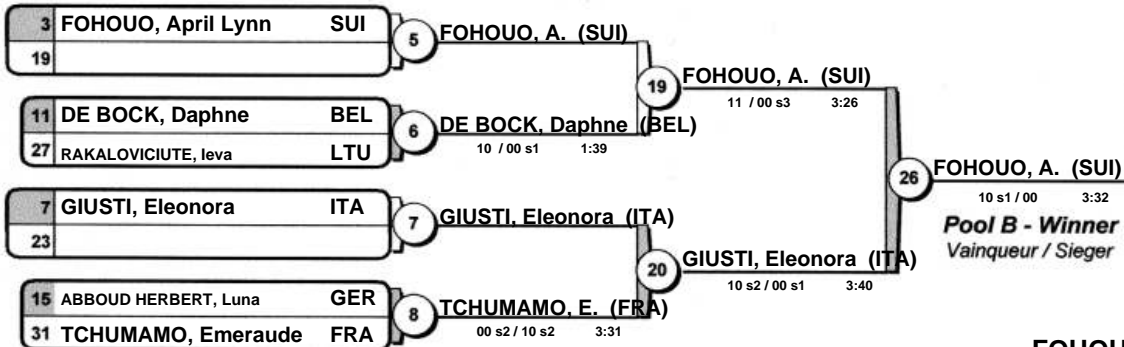 3 FOHOUO, April Lynn SUI
19
5 FOHOUO, A. (SUI)
11 DE BOCK, Daphne BEL
27 RAKALOVICIUTE, Ieva LTU
6 DE BOCK, Daphne (BEL)
10 / 00 s1 1:39
19 FOHOUO, A. (SUI)
11 / 00 s3 3:26
7 GIUSTI, Eleonora ITA
23
7 GIUSTI, Eleonora (ITA)
15 ABBOUD HERBERT, Luna GER
31 TCHUMAMO, Emeraude FRA
8 TCHUMAMO, E. (FRA)
00 s2 / 10 s2 3:31
20 GIUSTI, Eleonora (ITA)
10 s2 / 00 s1 3:40
26 FOHOUO, A. (SUI)
10 s1 / 00 3:32
Pool B - Winner
Vainqueur / Sieger
FOHOU